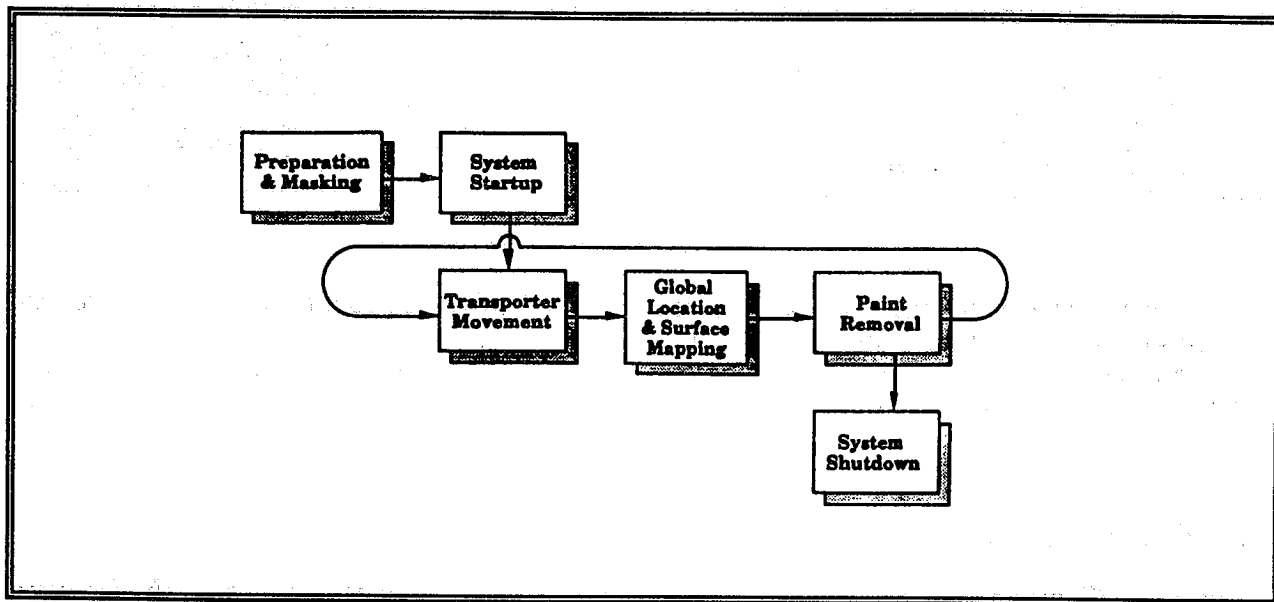 Preparation
& Masking
System
Startup
Transporter
Movement
Global
Location
& Surface
Mapping
Paint
Removal
System
Shutdown